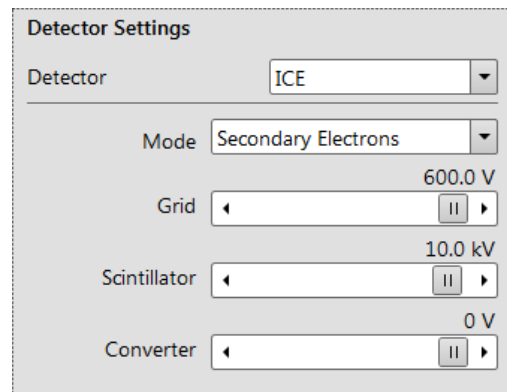 Detector Settings
Detector ICE
Mode Secondary Electrons
600.0 V
Grid
10.0 kV
Scintillator
0 V
Converter